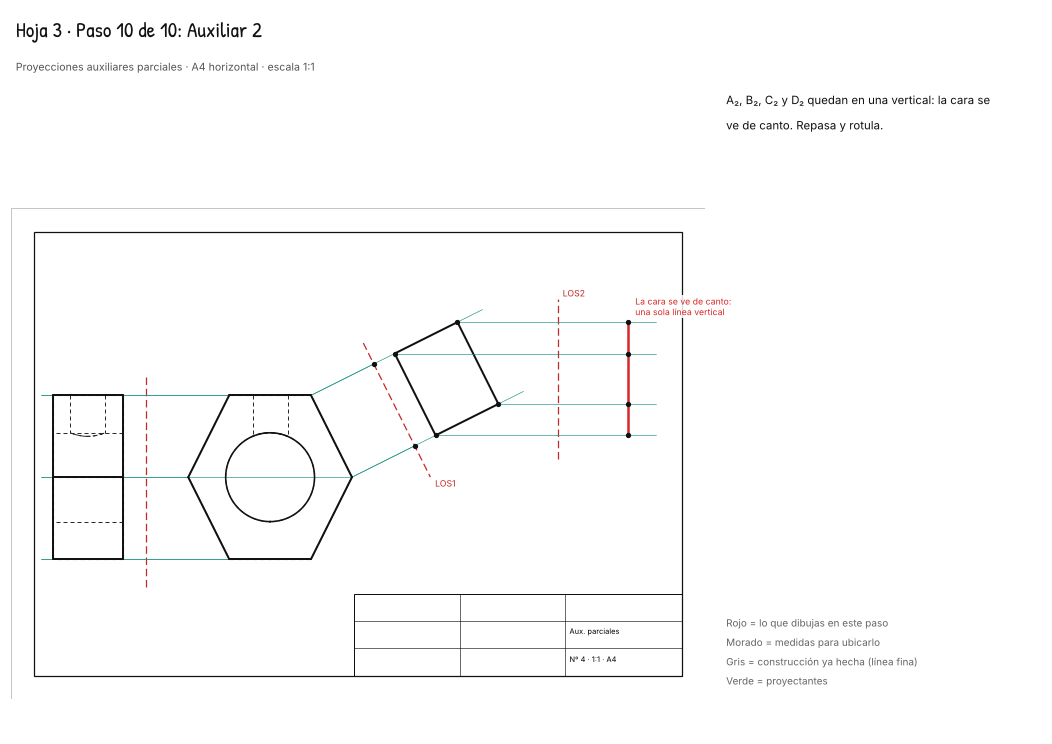 Hoja 3 · Paso 10 de 10: Auxiliar 2
Proyecciones auxiliares parciales · A4 horizontal · escala 1:1
A₂, B₂, C₂ y D₂ quedan en una vertical: la cara se
ve de canto. Repasa y rotula.
LOS2
La cara se ve de canto:
una sola línea vertical
LOS1
Aux. parciales
Nº 4 · 1:1 · A4
Rojo = lo que dibujas en este paso
Morado = medidas para ubicarlo
Gris = construcción ya hecha (línea fina)
Verde = proyectantes